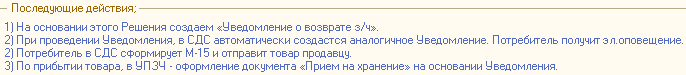 Последующие действия;
1) На основании этого Решения создаем «Уведомление о возврате з/ч».
2) При проведении Уведомления, в СДС автоматически создастся аналогичное Уведомление. Потребитель получит эл.оповещение.
2) Потребитель в СДС сформирует М-15 и отправит товар продавцу.
3) По прибытии товара, в УПЗЧ - оформление документа «Прием на хранение» на основании Уведомления.